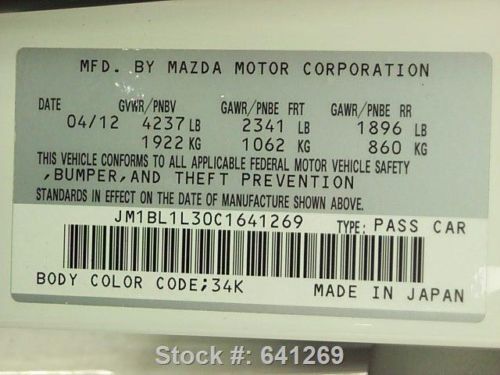 MFD. BY MAZDA MOTOR CORPORATION
DATE GVWR/PNBV GAWR/PNBE FRT GAWR/PNBE RR
04/12 4237 LB 2341 LB 1896 LB
1922 KG 1062 KG 860 KG
THIS VEHICLE CONFORMS TO ALL APPLICABLE FEDERAL MOTOR VEHICLE SAFETY
,BUMPER,AND THEFT PREVENTION
STANDARDS IN EFFECT ON THE DATE OF MANUFACTURE SHOWN ABOVE.
JM1BL1L30C1641269 TYPE: PASS CAR
BODY COLOR CODE;34K MADE IN JAPAN
Stock #: 641269